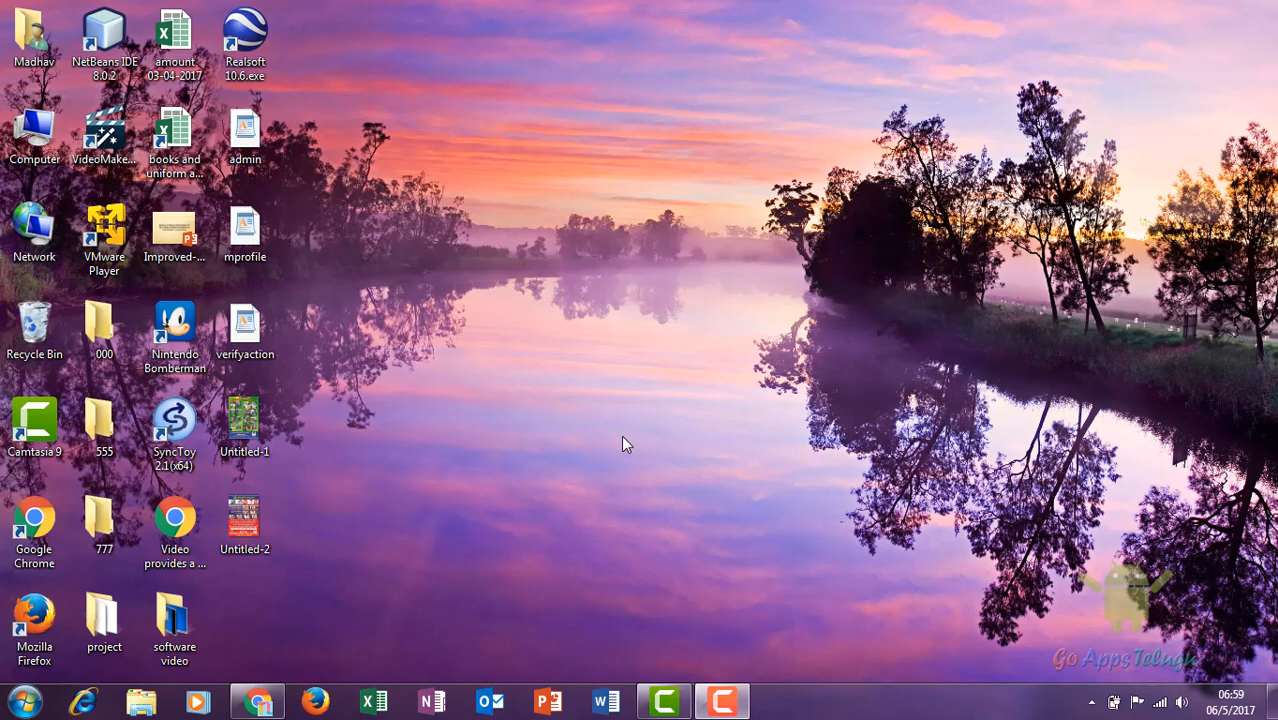 Madhav
NetBeans IDE
8.0.2
amount
03-04-2017
Realsoft
10.6.exe
Computer
VideoMake...
books and
uniform a...
admin
Network
VMware
Player
Improved-...
mprofile
Recycle Bin
000
Nintendo
Bomberman
verifyaction
Camtasia 9
555
SyncToy
2.1(x64)
Untitled-1
Google
Chrome
777
Video
provides a ...
Untitled-2
Mozilla
Firefox
project
software
video
Go Apps Telugu
06:59
06/5/2017